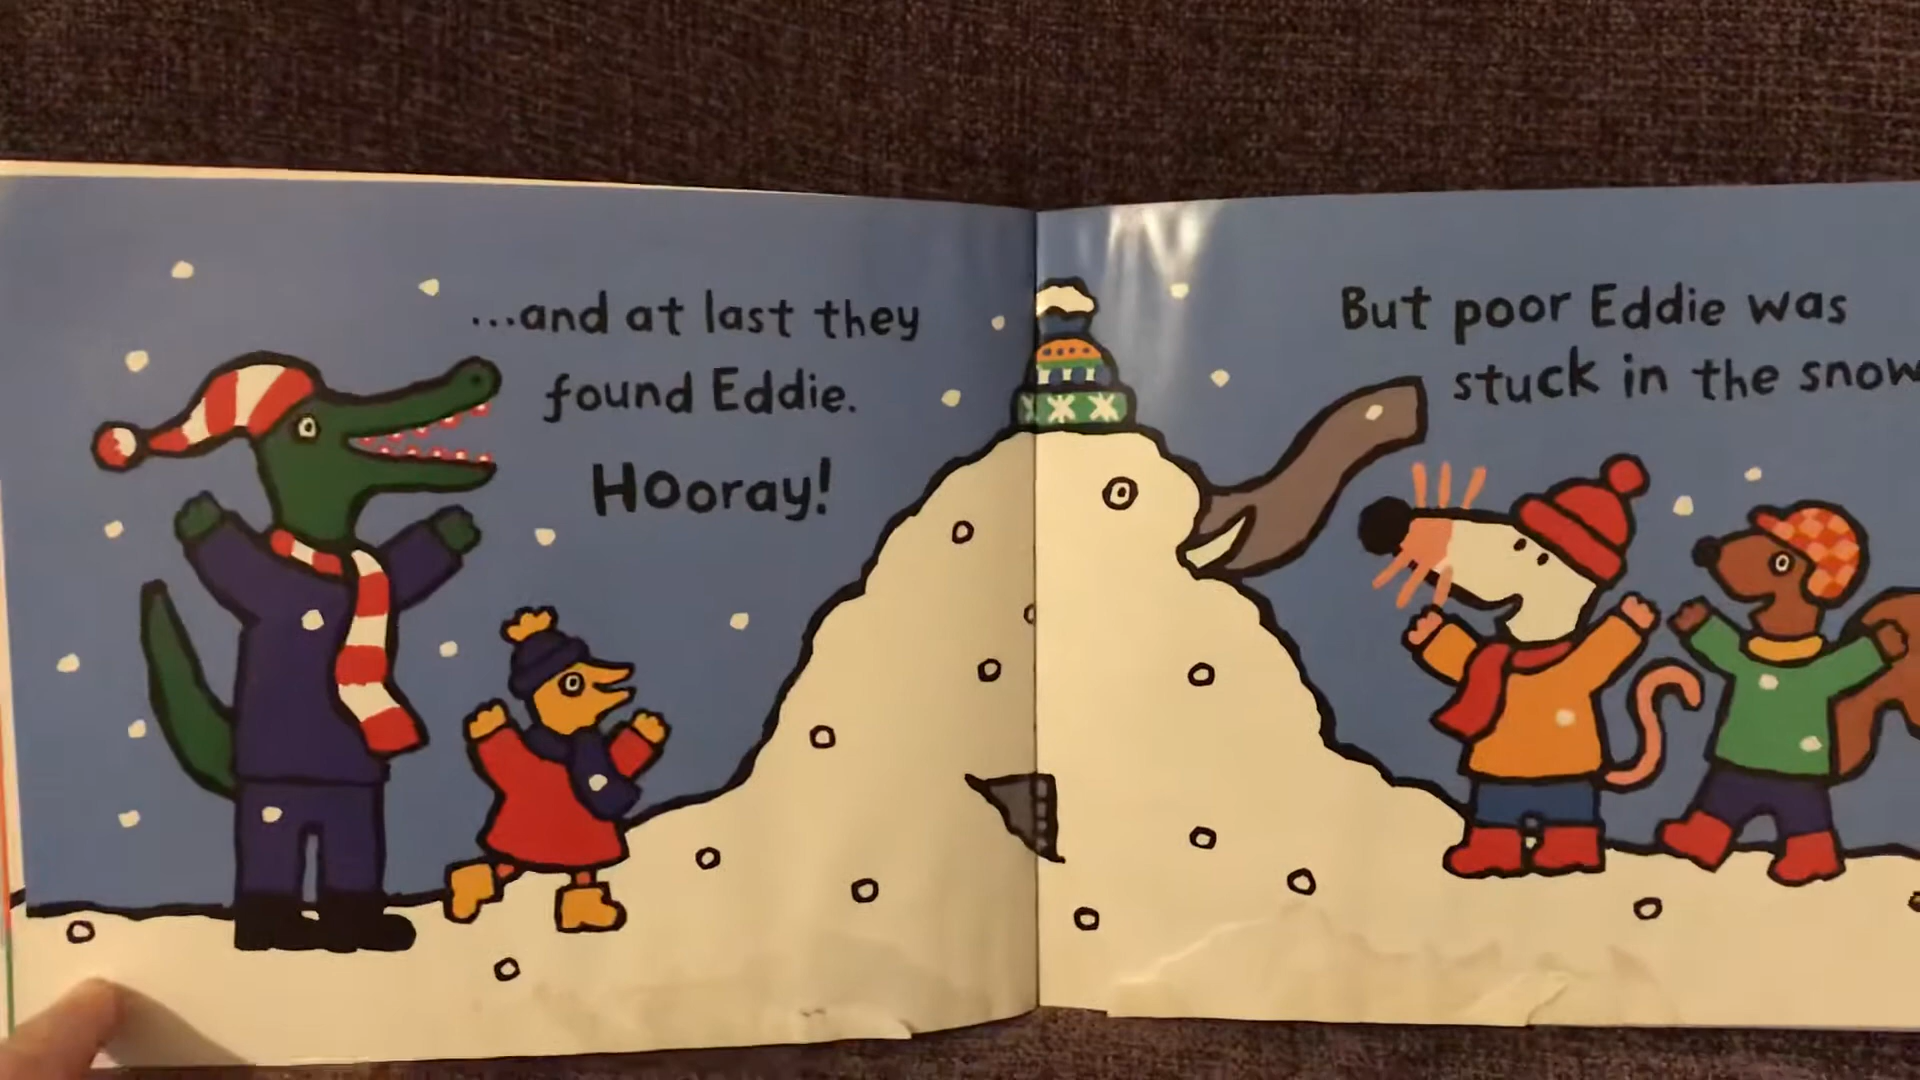 ...and at last they
found Eddie.
Hooray!
But poor Eddie was
stuck in the snow